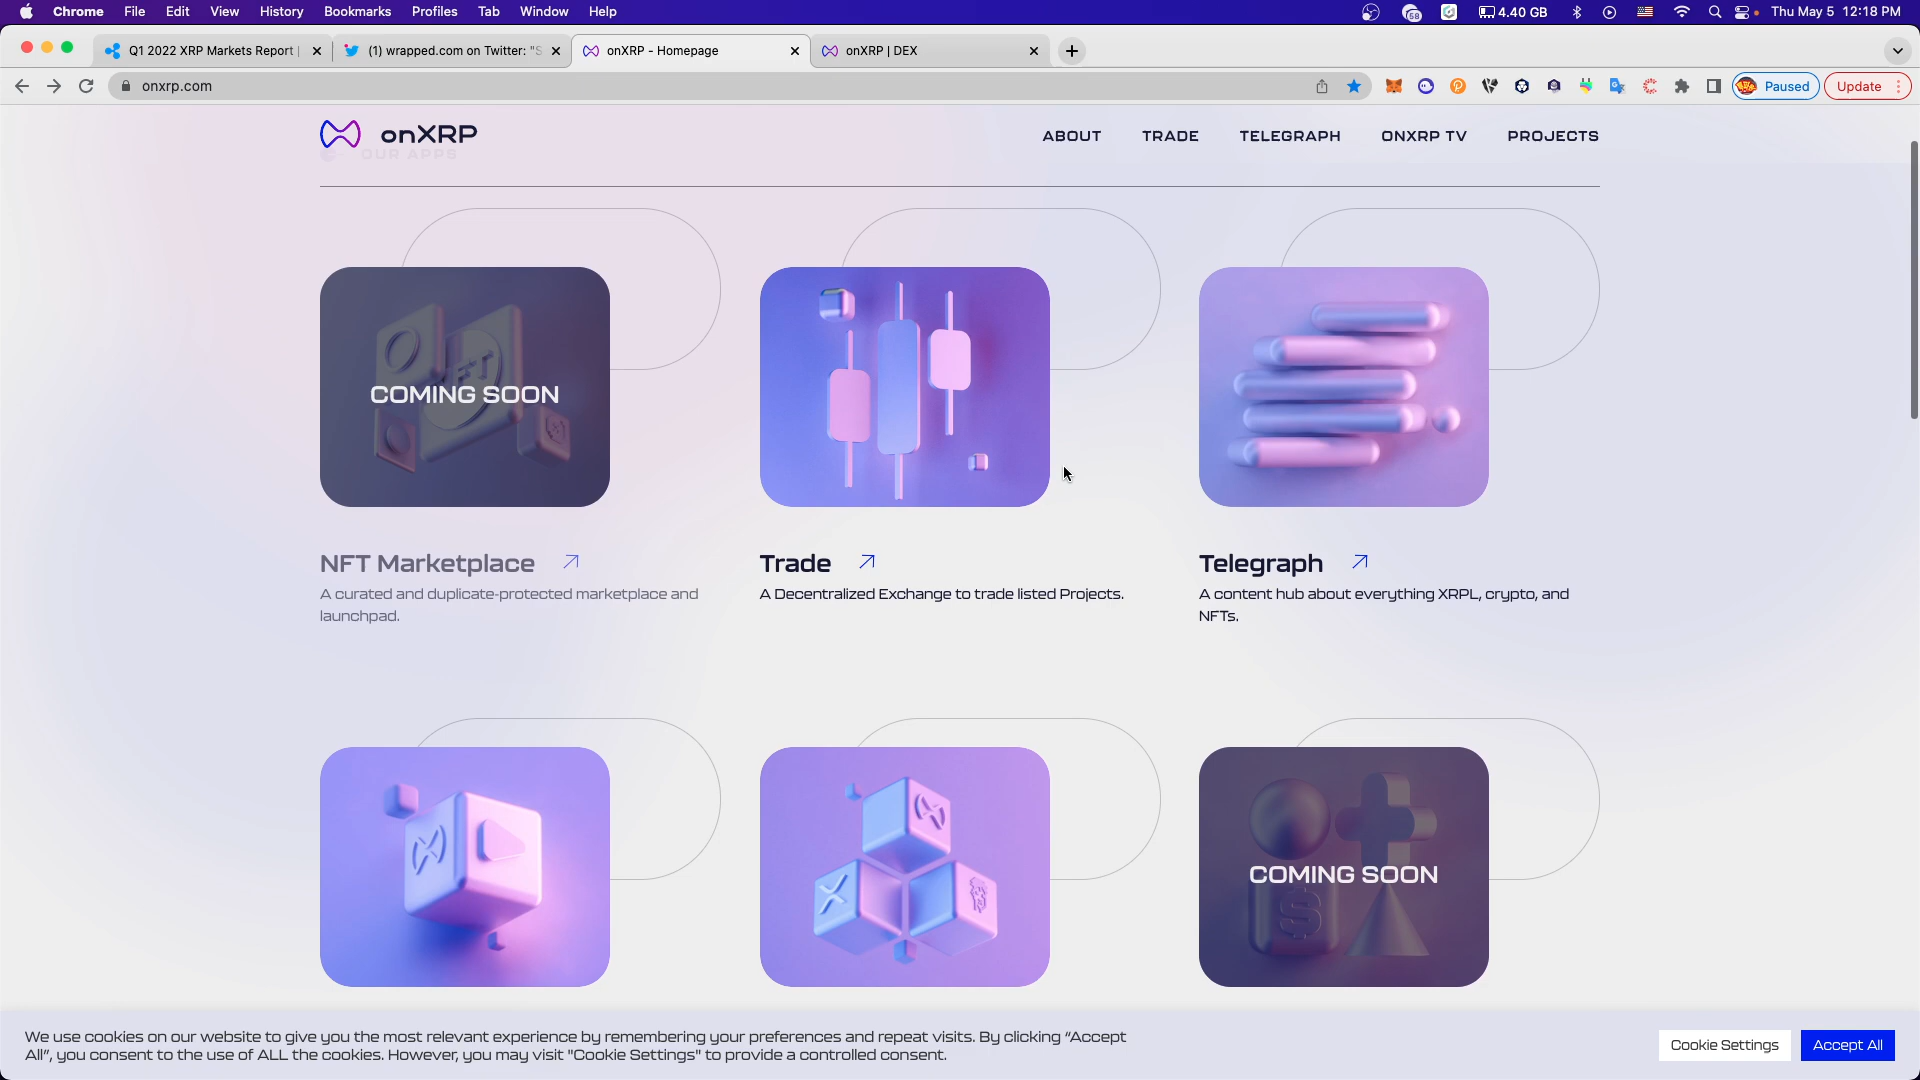 Chrome File Edit View History Bookmarks Profiles Tab Window Help 58 4.40 GB Thu May 5 12:18 PM
Q1 2022 XRP Markets Report | (1) wrapped.com on Twitter: "S onXRP - Homepage onXRP | DEX
onxrp.com Paused Update
onXRP ABOUT TRADE TELEGRAPH ONXRP TV PROJECTS
OUR APPS
COMING SOON
NFT Marketplace
A curated and duplicate-protected marketplace and
launchpad.
Trade
A Decentralized Exchange to trade listed Projects.
Telegraph
A content hub about everything XRPL, crypto, and
NFTs.
COMING SOON
We use cookies on our website to give you the most relevant experience by remembering your preferences and repeat visits. By clicking “Accept
All”, you consent to the use of ALL the cookies. However, you may visit "Cookie Settings" to provide a controlled consent.
Cookie Settings Accept All